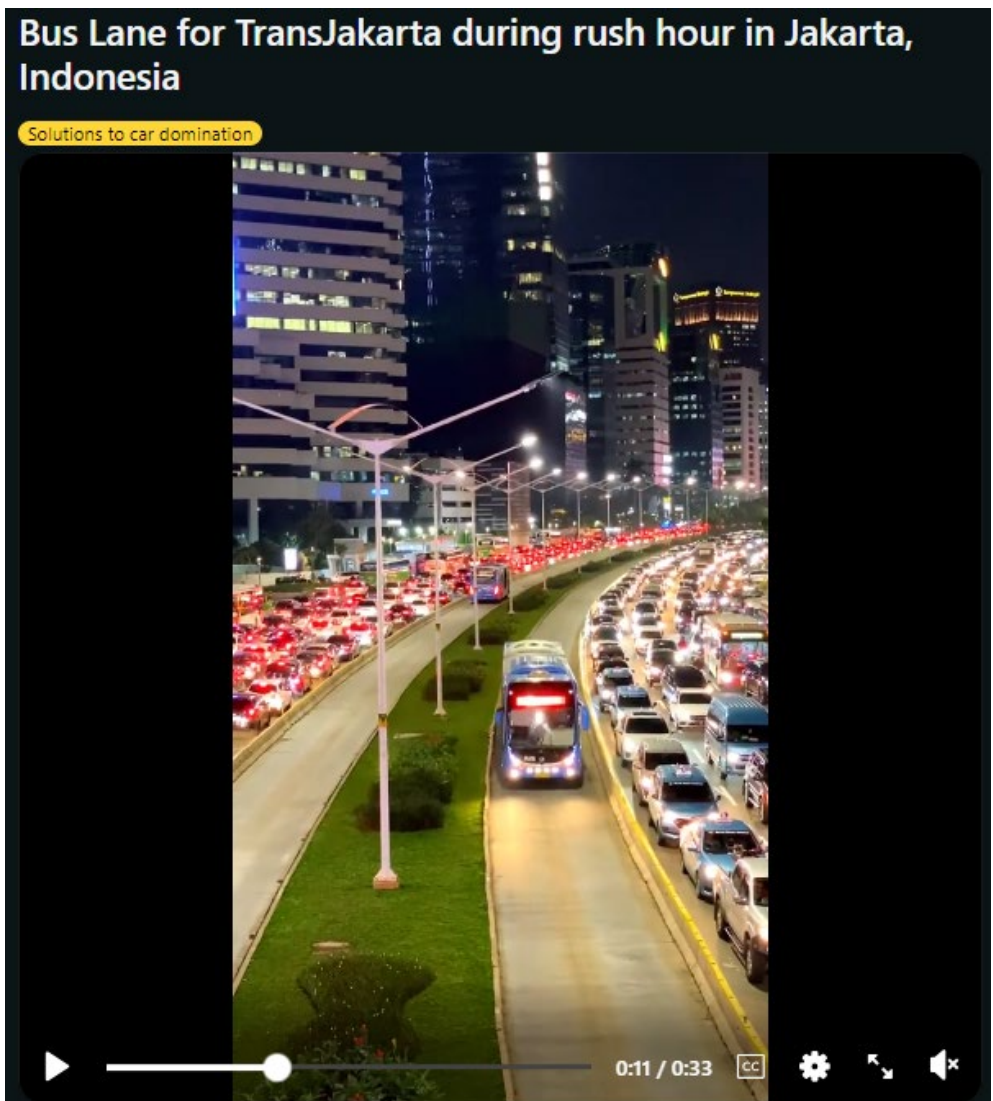 Bus Lane for TransJakarta during rush hour in Jakarta,
Indonesia
Solutions to car domination
0:11 / 0:33
CC